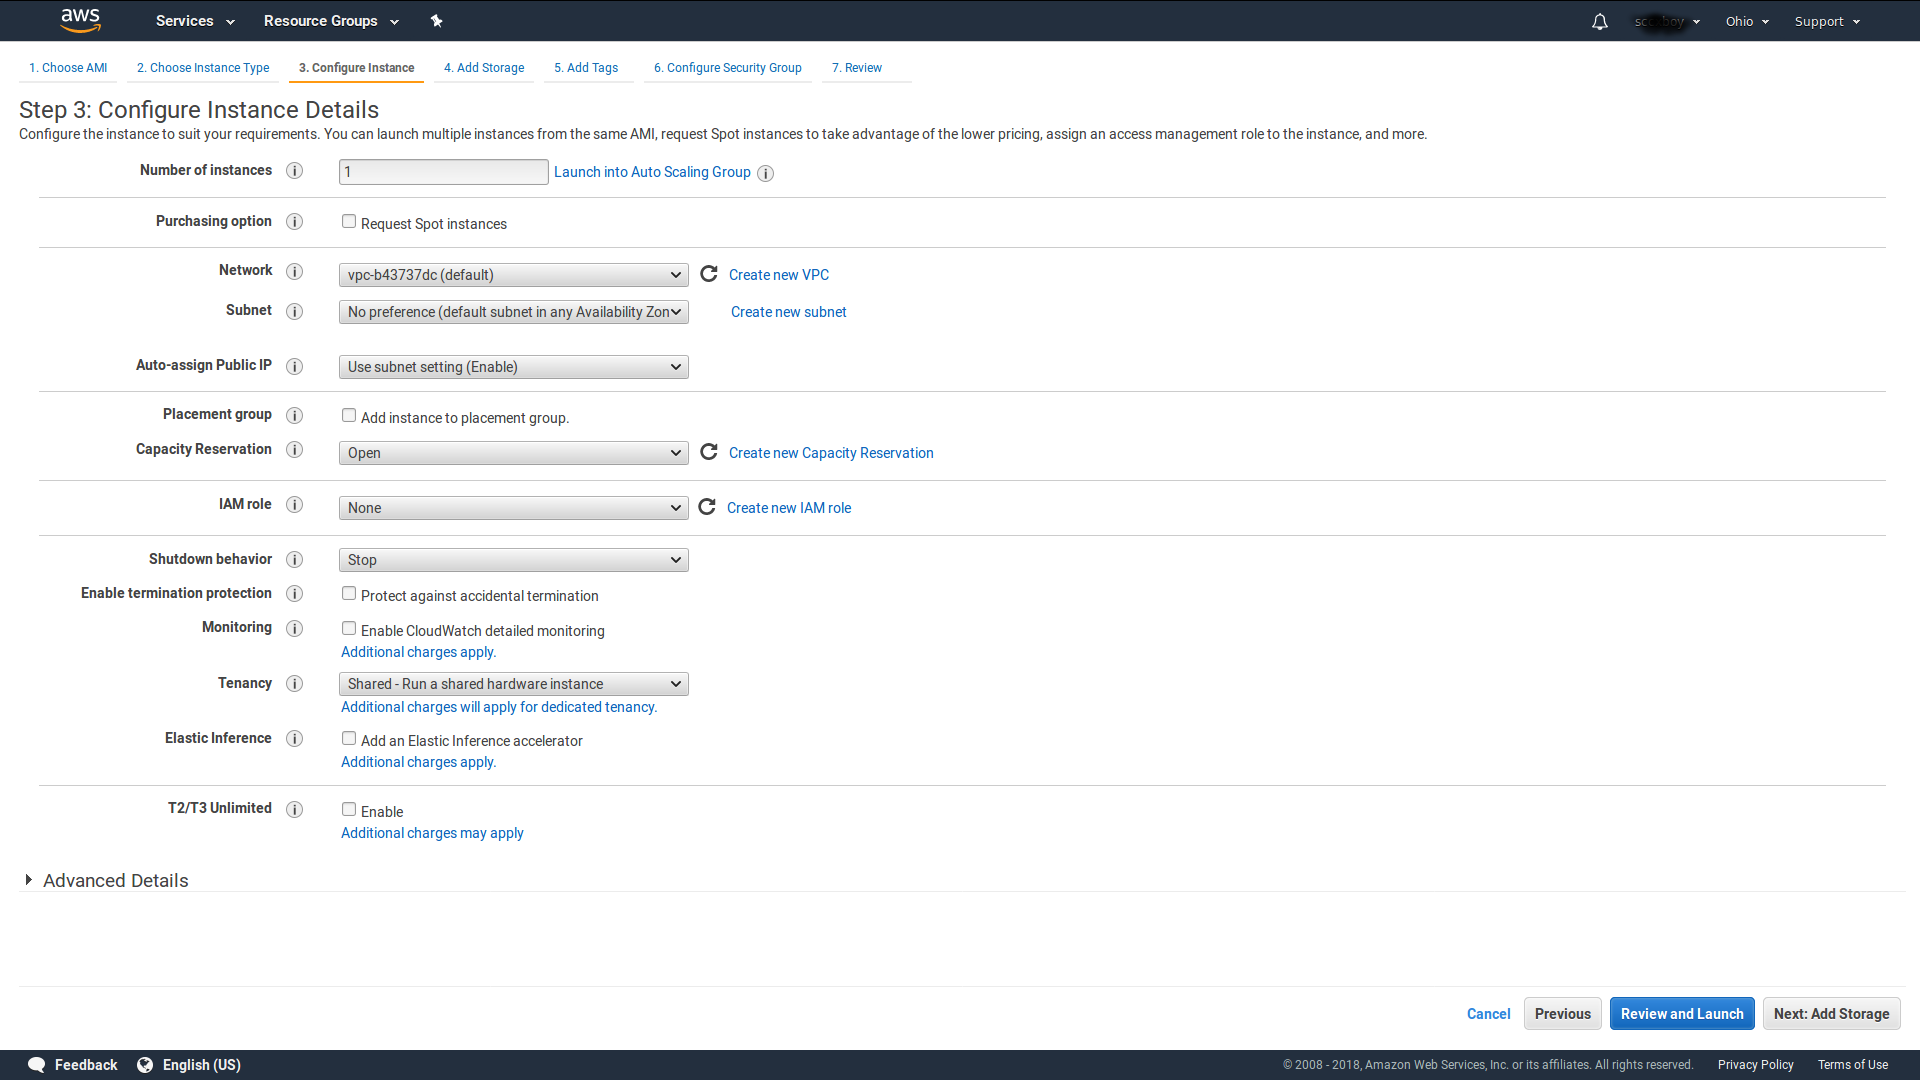 aws Services Resource Groups Ohio Support
1. Choose AMI 2. Choose Instance Type 3. Configure Instance 4. Add Storage 5. Add Tags 6. Configure Security Group 7. Review
Step 3: Configure Instance Details
Configure the instance to suit your requirements. You can launch multiple instances from the same AMI, request Spot instances to take advantage of the lower pricing, assign an access management role to the instance, and more.
Number of instances i 1 Launch into Auto Scaling Group i
Purchasing option i Request Spot instances
Network i vpc-b43737dc (default) Create new VPC
Subnet i No preference (default subnet in any Availability Zon Create new subnet
Auto-assign Public IP i Use subnet setting (Enable)
Placement group i Add instance to placement group.
Capacity Reservation i Open Create new Capacity Reservation
IAM role i None Create new IAM role
Shutdown behavior i Stop
Enable termination protection i Protect against accidental termination
Monitoring i Enable CloudWatch detailed monitoring
Additional charges apply.
Tenancy i Shared - Run a shared hardware instance
Additional charges will apply for dedicated tenancy.
Elastic Inference i Add an Elastic Inference accelerator
Additional charges apply.
T2/T3 Unlimited i Enable
Additional charges may apply
Advanced Details
Cancel Previous Review and Launch Next: Add Storage
Feedback English (US) © 2008 - 2018, Amazon Web Services, Inc. or its affiliates. All rights reserved. Privacy Policy Terms of Use